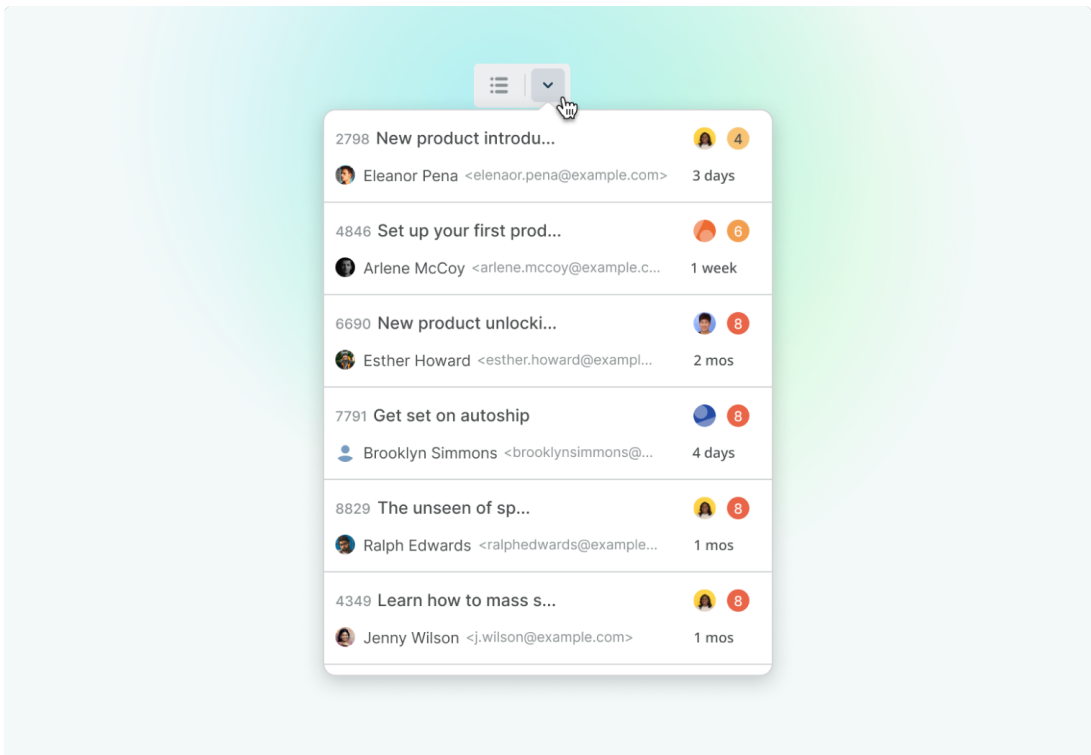 2798 New product introdu... 4
Eleanor Pena <elenaor.pena@example.com> 3 days
4846 Set up your first prod... 6
Arlene McCoy <arlene.mccoy@example.c... 1 week
6690 New product unlocki... 8
Esther Howard <esther.howard@exampl... 2 mos
7791 Get set on autoship 8
Brooklyn Simmons <brooklynsimmons@... 4 days
8829 The unseen of sp... 8
Ralph Edwards <ralphedwards@example... 1 mos
4349 Learn how to mass s... 8
Jenny Wilson <j.wilson@example.com> 1 mos